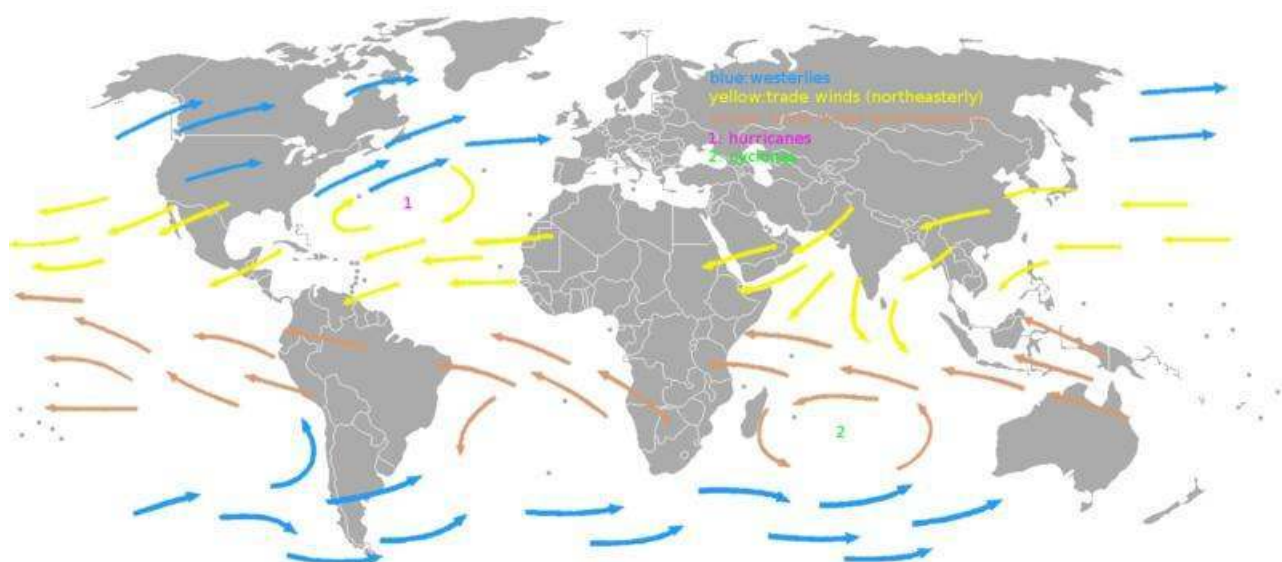 blue:westerlies
yellow:trade winds (northeasterly)
1: hurricanes
2: cyclones
1
2